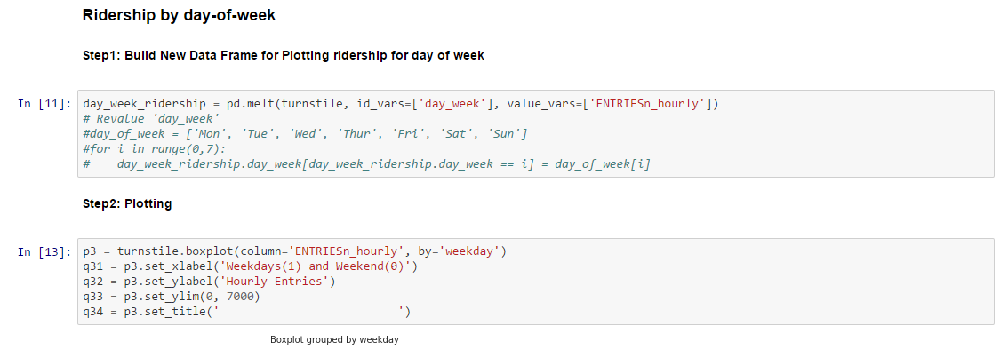 Ridership by day-of-week
Step1: Build New Data Frame for Plotting ridership for day of week
In [11]: day_week_ridership = pd.melt(turnstile, id_vars=['day_week'], value_vars=['ENTRIESn_hourly'])
# Revalue 'day_week'
#day_of_week = ['Mon', 'Tue', 'Wed', 'Thur', 'Fri', 'Sat', 'Sun']
#for i in range(0,7):
#    day_week_ridership.day_week[day_week_ridership.day_week == i] = day_of_week[i]
Step2: Plotting
In [13]: p3 = turnstile.boxplot(column='ENTRIESn_hourly', by='weekday')
q31 = p3.set_xlabel('Weekdays(1) and Weekend(0)')
q32 = p3.set_ylabel('Hourly Entries')
q33 = p3.set_ylim(0, 7000)
q34 = p3.set_title('                          ')
Boxplot grouped by weekday